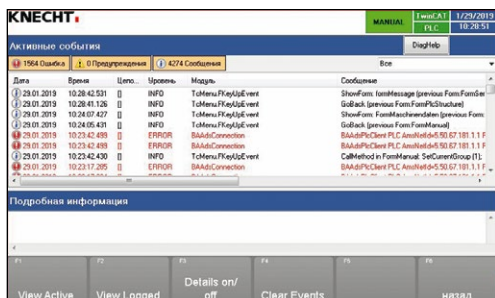 KNECHT
MANUAL TwinCAT 1/29/2019
PLC 10:28:51
Активные события DiagHelp
1564 Ошибка 0 Предупреждения 4274 Сообщения Все
Дата Время Цепо... Уровень Модуль Сообщение
29.01.2019 10:28:42.531 [] INFO TcMenu.FKeyUpEvent ShowForm: formMessage (previous Form:FormSer
29.01.2019 10:28:41.126 [] INFO TcMenu.FKeyUpEvent GoBack (previous Form:FormPlcStructure)
29.01.2019 10:24:07.427 [] INFO TcMenu.FKeyUpEvent ShowForm: FormMaschinendaten (previous Form:
29.01.2019 10:24:05.431 [] INFO TcMenu.FKeyUpEvent GoBack (previous Form:FormManual)
29.01.2019 10:23:42.499 [] ERROR BAAdsConnection BAAdsPlcClient PLC AmsNetId=5.50.67.181.1.1 F
29.01.2019 10:23:42.499 [] ERROR BAAdsConnection BAAdsPlcClient PLC AmsNetId=5.50.67.181.1.1 F
29.01.2019 10:23:42.430 [] INFO TcMenu.FKeyUpEvent CallMethod in FormManual: SetCurrentGroup (1);
29.01.2019 10:23:17.205 [] ERROR BAAdsConnection BAAdsPlcClient PLC AmsNetId=5.50.67.181.1.1 F
Подробная информация
F1 F2 F3 F4 F5 F6
View Active View Logged Details on/off Clear Events назад